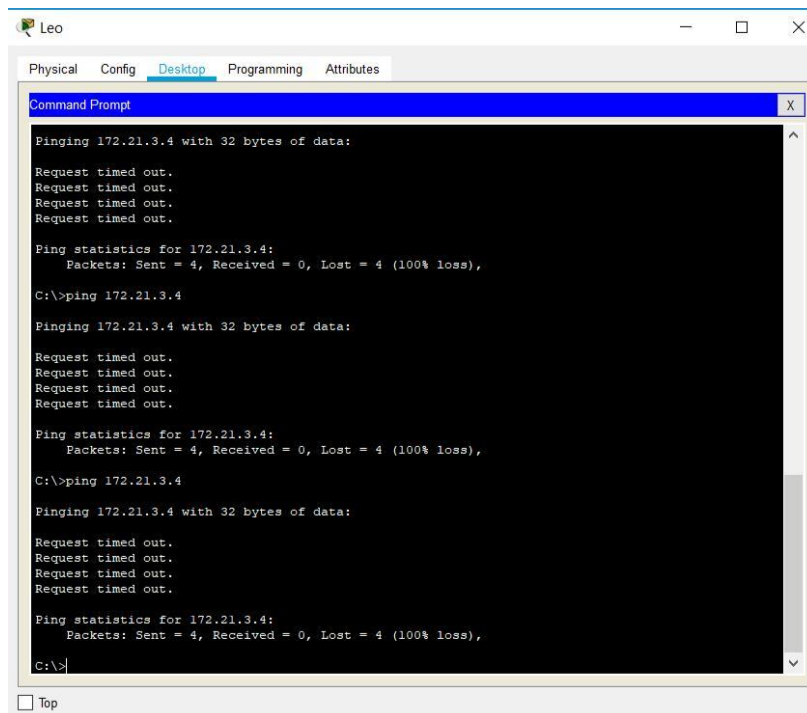 Leo
Physical Config Desktop Programming Attributes
Command Prompt
X
Pinging 172.21.3.4 with 32 bytes of data:
Request timed out.
Request timed out.
Request timed out.
Request timed out.
Ping statistics for 172.21.3.4:
Packets: Sent = 4, Received = 0, Lost = 4 (100% loss),
C:\>ping 172.21.3.4
Pinging 172.21.3.4 with 32 bytes of data:
Request timed out.
Request timed out.
Request timed out.
Request timed out.
Ping statistics for 172.21.3.4:
Packets: Sent = 4, Received = 0, Lost = 4 (100% loss),
C:\>ping 172.21.3.4
Pinging 172.21.3.4 with 32 bytes of data:
Request timed out.
Request timed out.
Request timed out.
Request timed out.
Ping statistics for 172.21.3.4:
Packets: Sent = 4, Received = 0, Lost = 4 (100% loss),
C:\>
Top